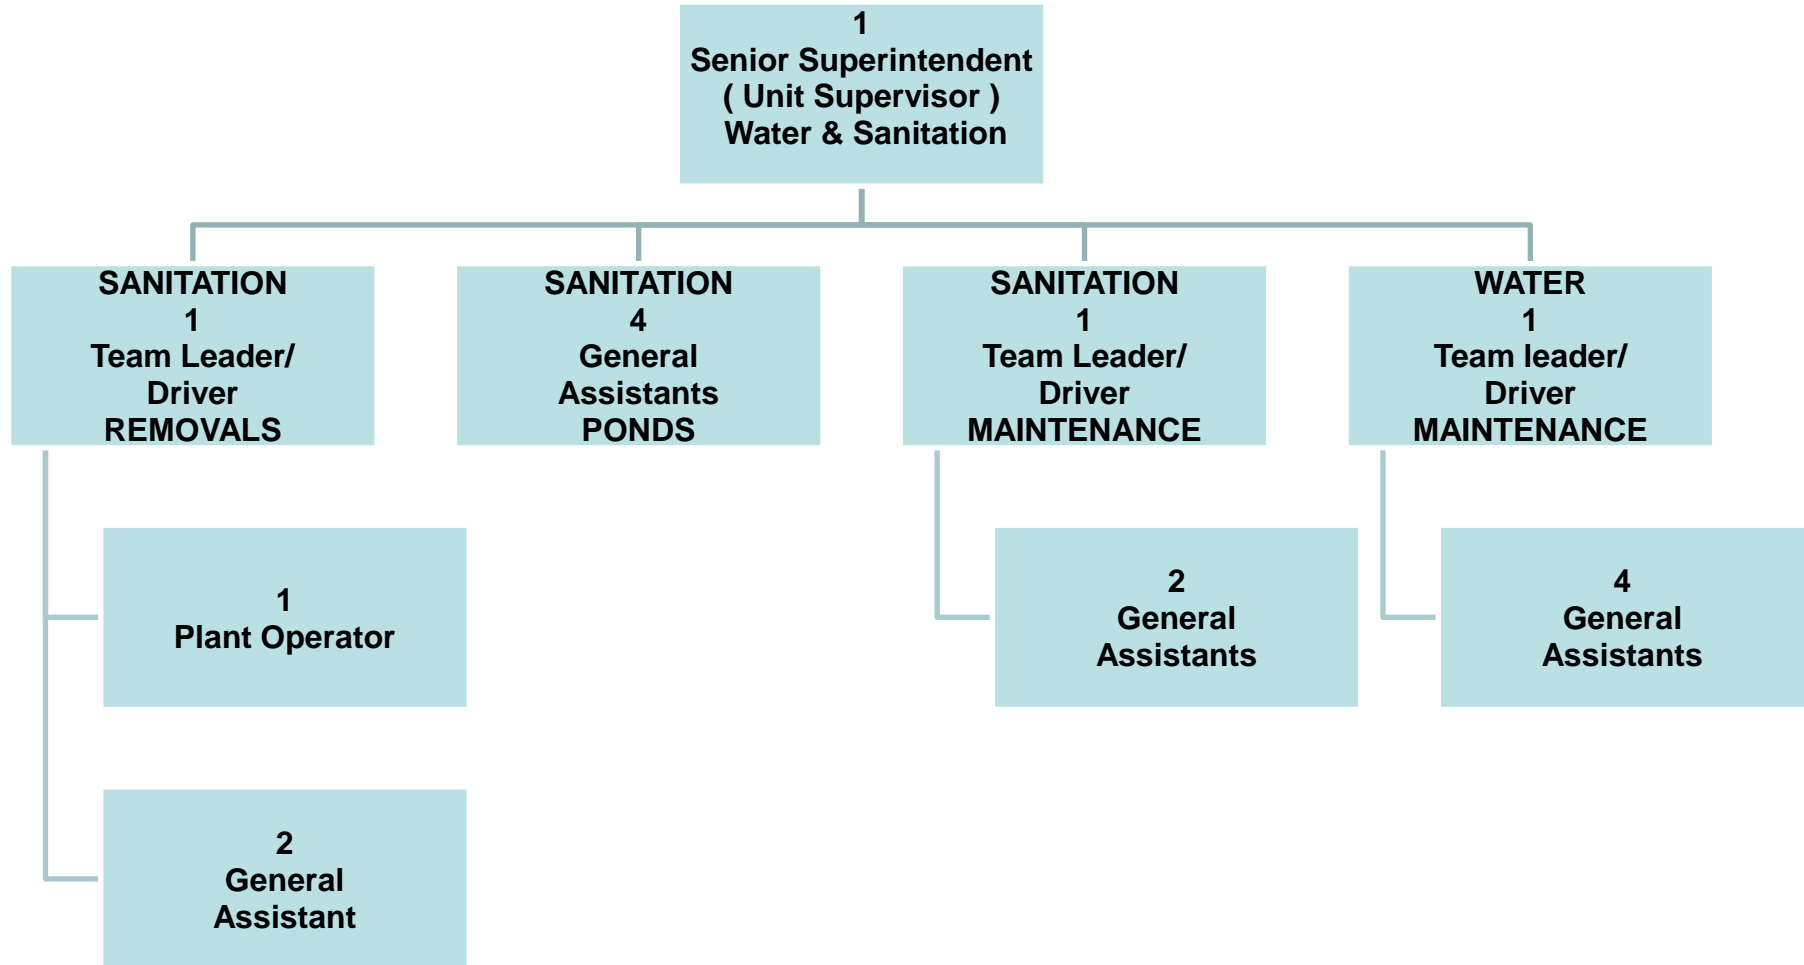 1
Senior Superintendent
( Unit Supervisor )
Water & Sanitation
SANITATION
1
Team Leader/
Driver
REMOVALS
SANITATION
4
General
Assistants
PONDS
SANITATION
1
Team Leader/
Driver
MAINTENANCE
WATER
1
Team leader/
Driver
MAINTENANCE
1
Plant Operator
2
General
Assistants
4
General
Assistants
2
General
Assistant